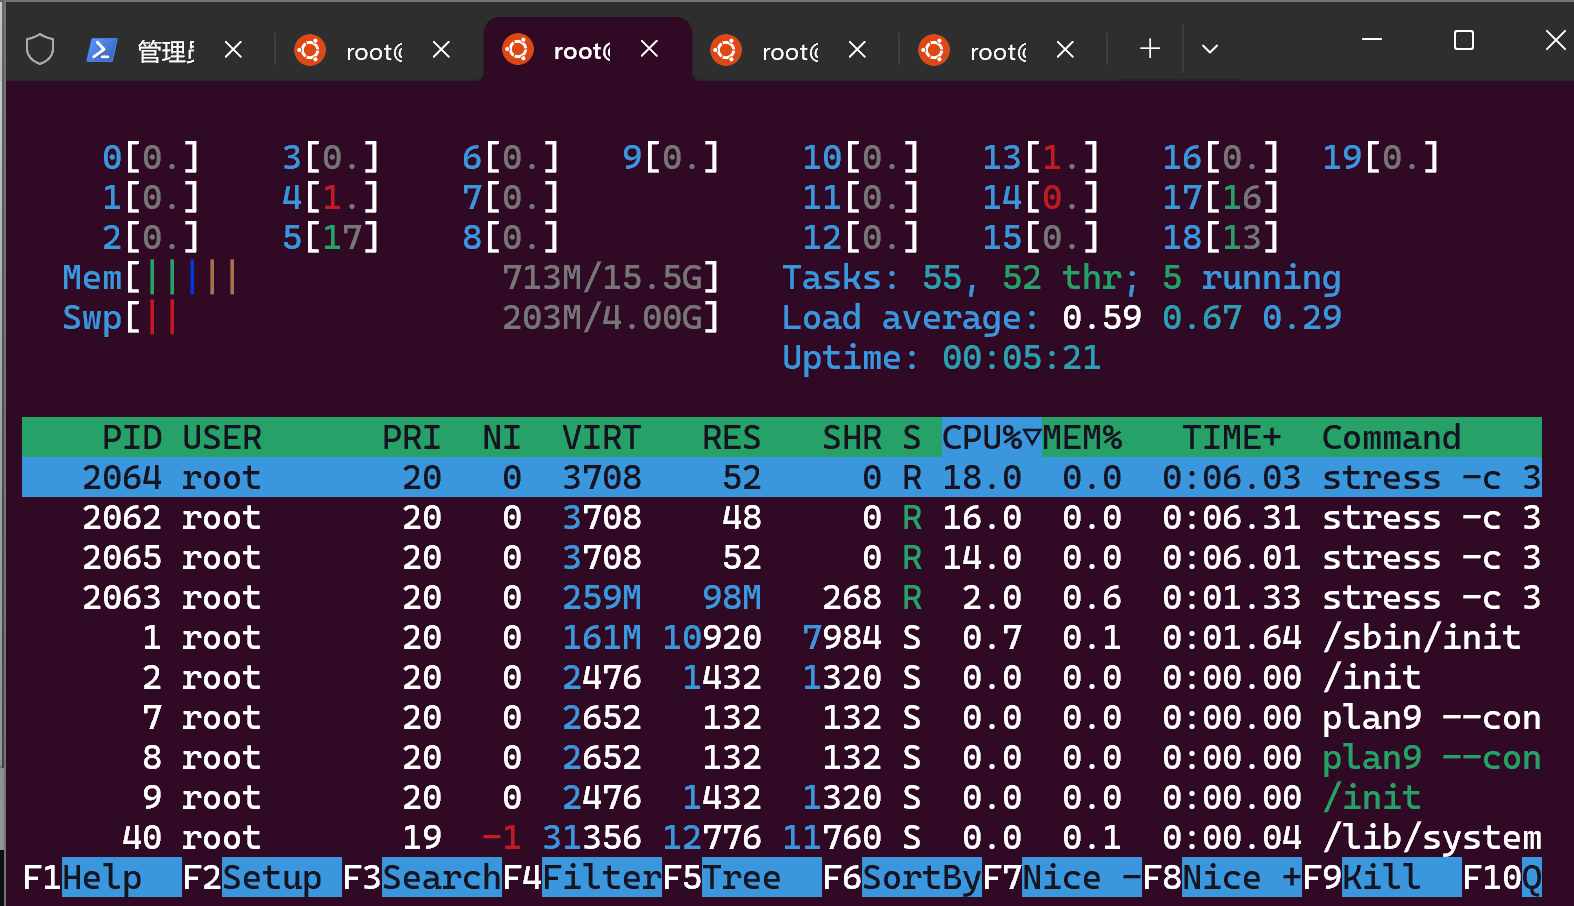 管理员 root@ root@ root@ root@
0[0.] 3[0.] 6[0.] 9[0.] 10[0.] 13[1.] 16[0.] 19[0.]
1[0.] 4[1.] 7[0.] 11[0.] 14[0.] 17[16]
2[0.] 5[17] 8[0.] 12[0.] 15[0.] 18[13]
Mem[||||| 713M/15.5G] Tasks: 55, 52 thr; 5 running
Swp[|| 203M/4.00G] Load average: 0.59 0.67 0.29
Uptime: 00:05:21
PID USER PRI NI VIRT RES SHR S CPU%▽MEM% TIME+ Command
2064 root 20 0 3708 52 0 R 18.0 0.0 0:06.03 stress -c 3
2062 root 20 0 3708 48 0 R 16.0 0.0 0:06.31 stress -c 3
2065 root 20 0 3708 52 0 R 14.0 0.0 0:06.01 stress -c 3
2063 root 20 0 259M 98M 268 R 2.0 0.6 0:01.33 stress -c 3
1 root 20 0 161M 10920 7984 S 0.7 0.1 0:01.64 /sbin/init
2 root 20 0 2476 1432 1320 S 0.0 0.0 0:00.00 /init
7 root 20 0 2652 132 132 S 0.0 0.0 0:00.00 plan9 --con
8 root 20 0 2652 132 132 S 0.0 0.0 0:00.00 plan9 --con
9 root 20 0 2476 1432 1320 S 0.0 0.0 0:00.00 /init
40 root 19 -1 31356 12776 11760 S 0.0 0.1 0:00.04 /lib/system
F1Help F2Setup F3SearchF4FilterF5Tree F6SortByF7Nice -F8Nice +F9Kill F10Q